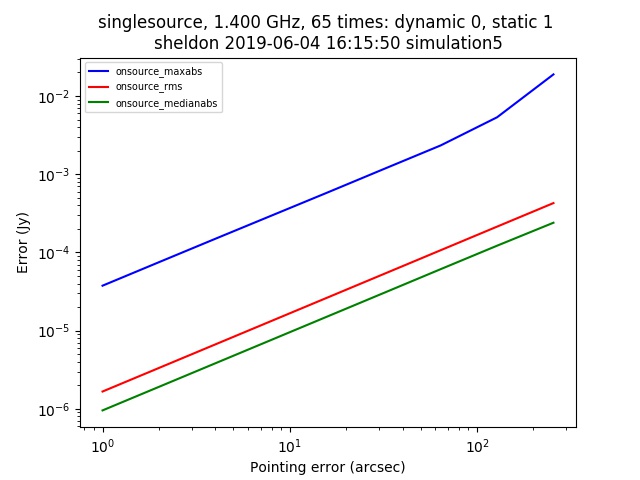 singlesource, 1.400 GHz, 65 times: dynamic 0, static 1
sheldon 2019-06-04 16:15:50 simulation5
onsource_maxabs
onsource_rms
onsource_medianabs
Error (Jy)
10⁻²
10⁻³
10⁻⁴
10⁻⁵
10⁻⁶
10⁰ 10¹ 10²
Pointing error (arcsec)